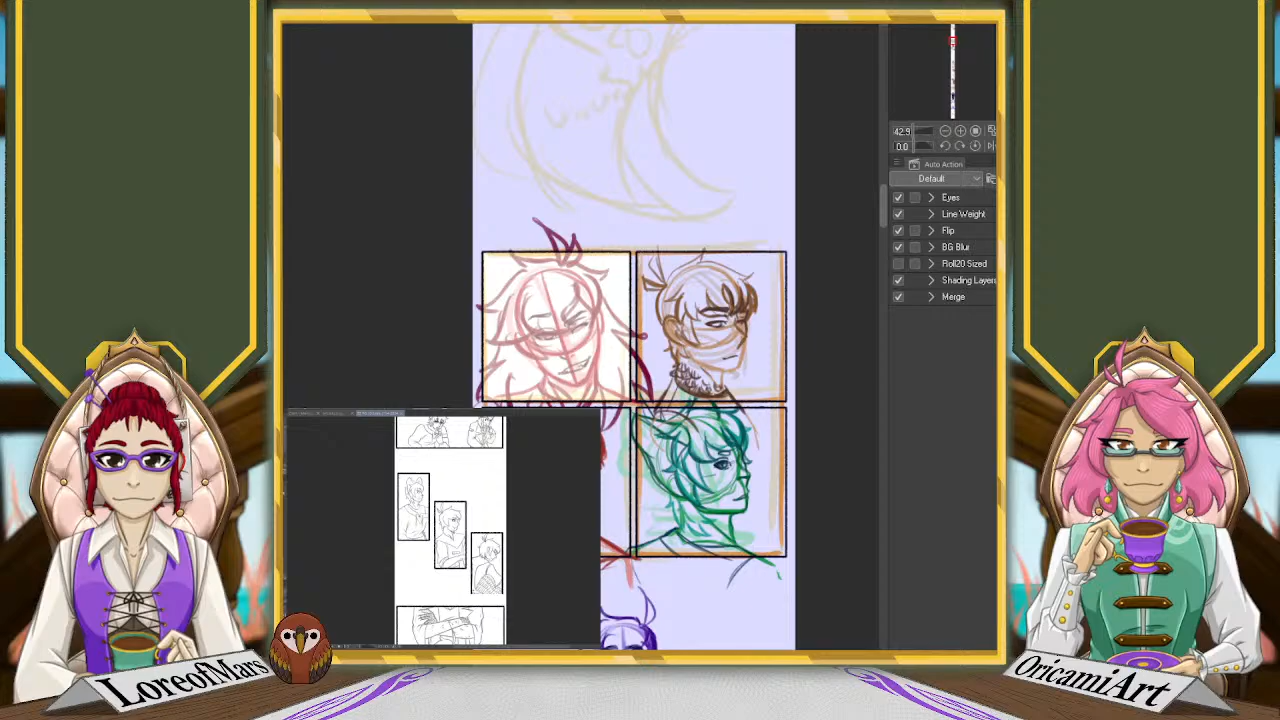 42.9
0.0
Auto Action
Default
Eyes
Line Weight
Flip
BG Blur
Roll20 Sized
Shading Layers
Merge
LoreofMars
OricamiArt